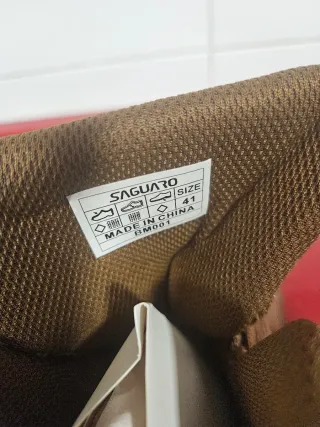 SAGUARO
SIZE
41
MADE IN CHINA
BM001